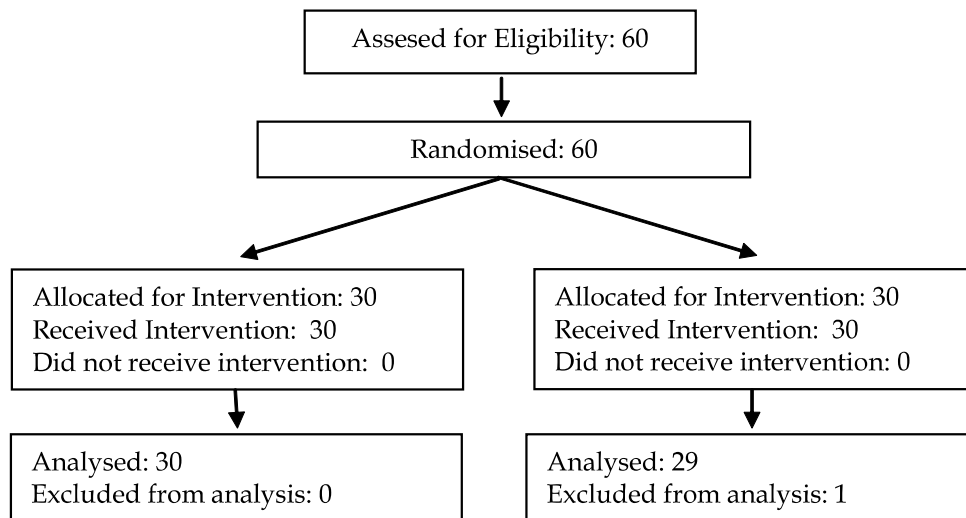 Assesed for Eligibility: 60
Randomised: 60
Allocated for Intervention: 30
Received Intervention:  30
Did not receive intervention:  0
Allocated for Intervention: 30
Received Intervention:  30
Did not receive intervention: 0
Analysed: 30
Excluded from analysis: 0
Analysed: 29
Excluded from analysis: 1